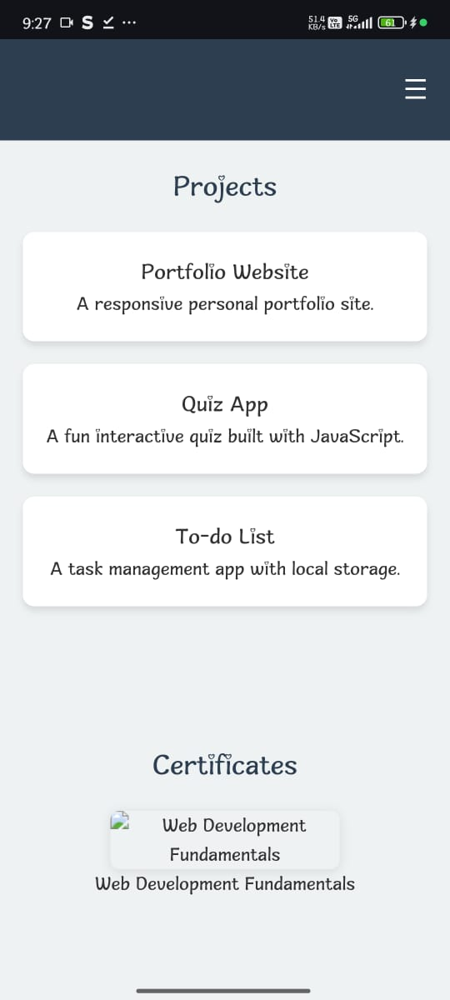 9:27 S
51.4 KB/s Vo LTE 5G 61
Projects
Portfolio Website
A responsive personal portfolio site.
Quiz App
A fun interactive quiz built with JavaScript.
To-do List
A task management app with local storage.
Certificates
Web Development
Fundamentals
Web Development Fundamentals